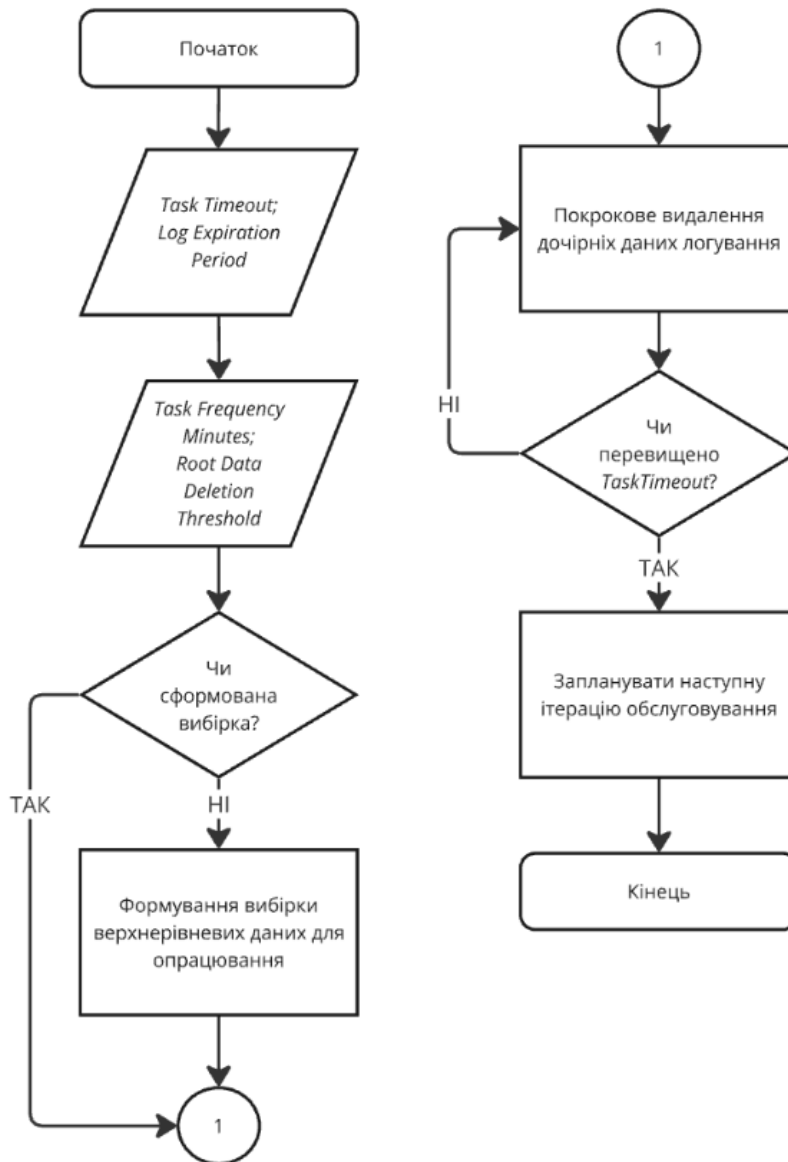 Початок
Task Timeout;
Log Expiration
Period
Task Frequency
Minutes;
Root Data
Deletion
Threshold
Чи
сформована
вибірка?
ТАК
НІ
Формування вибірки
верхнерівневих даних для
опрацювання
1
1
Покрокове видалення
дочірніх даних логування
НІ
Чи
перевищено
TaskTimeout?
ТАК
Запланувати наступну
ітерацію обслуговування
Кінець